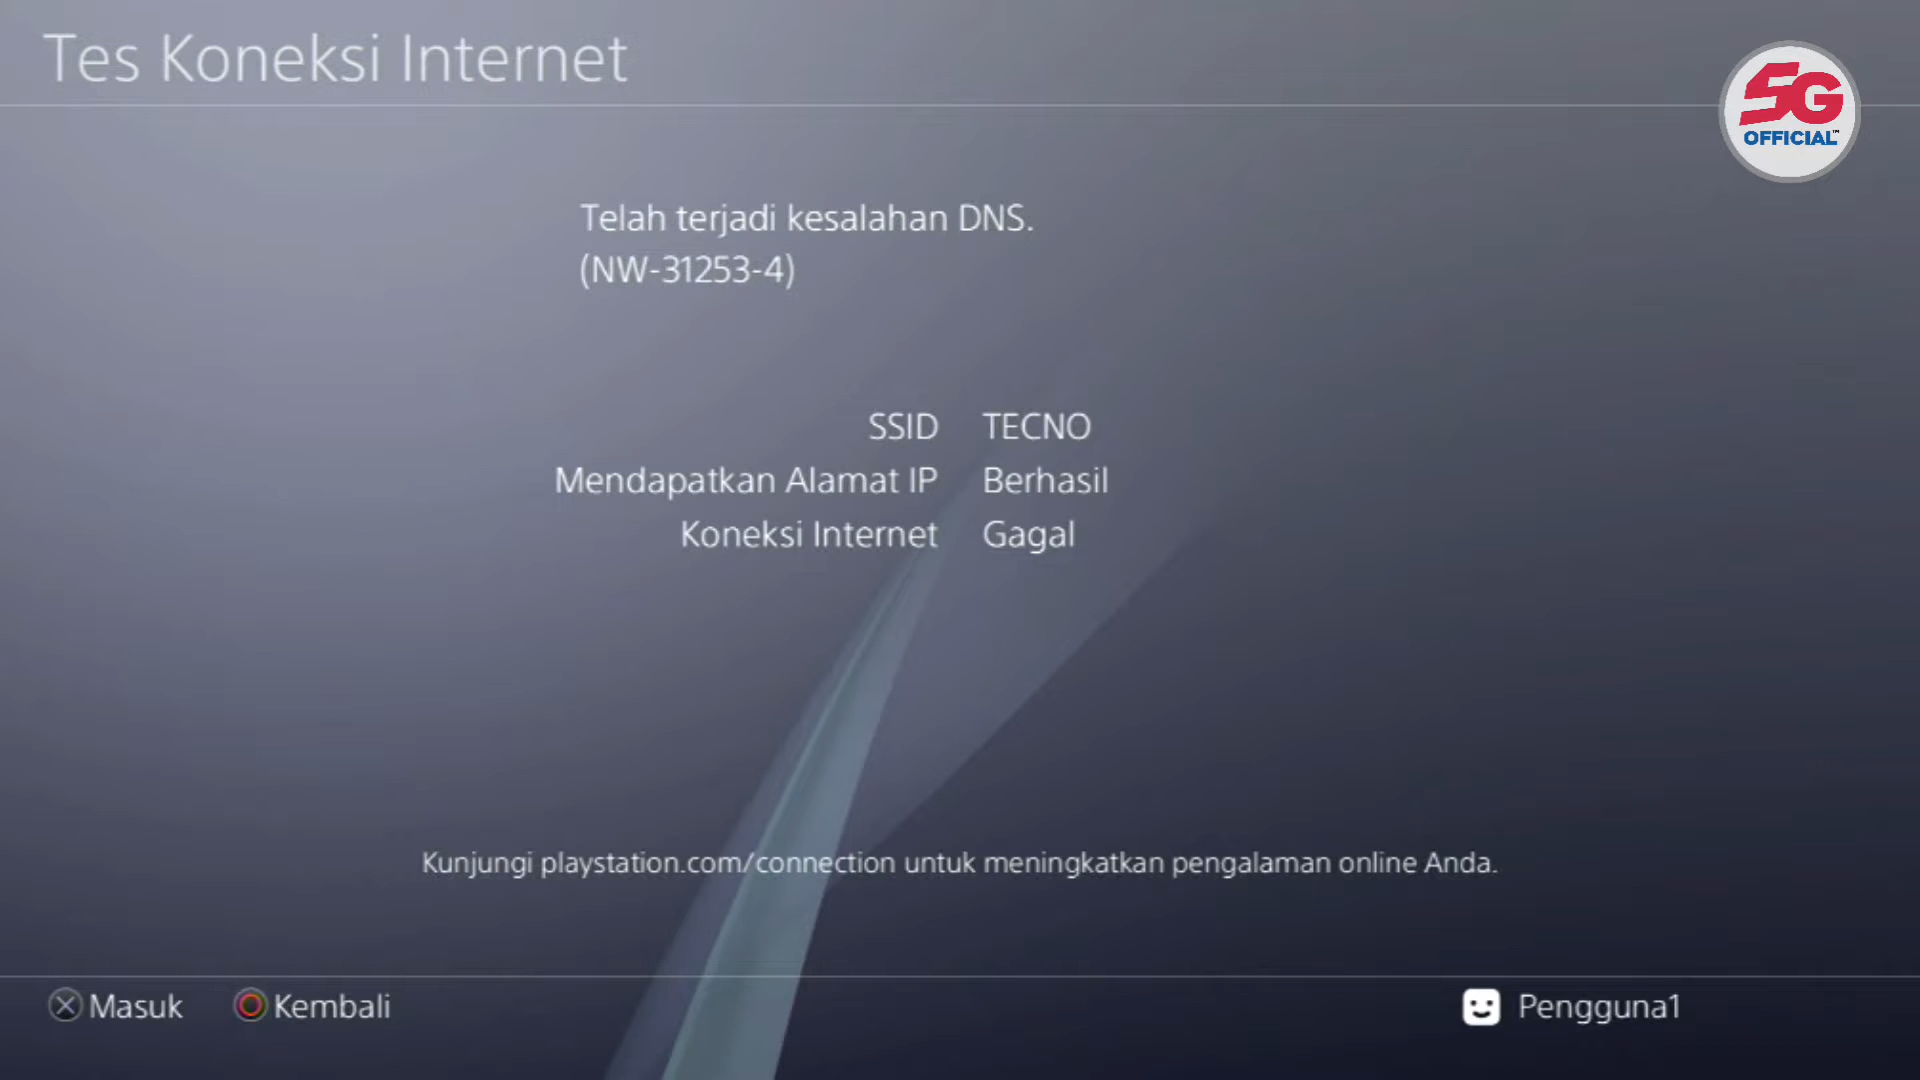 Tes Koneksi Internet
5G
OFFICIAL™
Telah terjadi kesalahan DNS.
(NW-31253-4)
SSID TECNO
Mendapatkan Alamat IP Berhasil
Koneksi Internet Gagal
Kunjungi playstation.com/connection untuk meningkatkan pengalaman online Anda.
Masuk Kembali Pengguna1